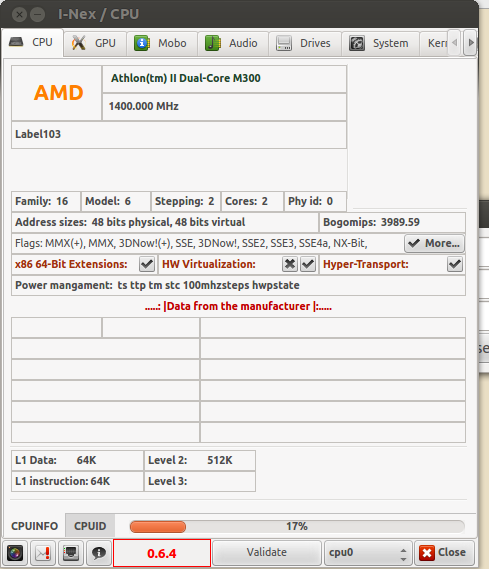 I-Nex / CPU
CPU GPU Mobo Audio Drives System Kern
AMD
Athlon(tm) II Dual-Core M300
1400.000 MHz
Label103
Family: 16 Model: 6 Stepping: 2 Cores: 2 Phy id: 0
Address sizes: 48 bits physical, 48 bits virtual Bogomips: 3989.59
Flags: MMX(+), MMX, 3DNow!(+), SSE, 3DNow!, SSE2, SSE3, SSE4a, NX-Bit, More...
x86 64-Bit Extensions: HW Virtualization: Hyper-Transport:
Power mangament: ts ttp tm stc 100mhzsteps hwpstate
.....: |Data from the manufacturer |:.....
L1 Data: 64K Level 2: 512K
L1 instruction: 64K Level 3:
CPUINFO CPUID 17%
0.6.4 Validate cpu0 Close
se